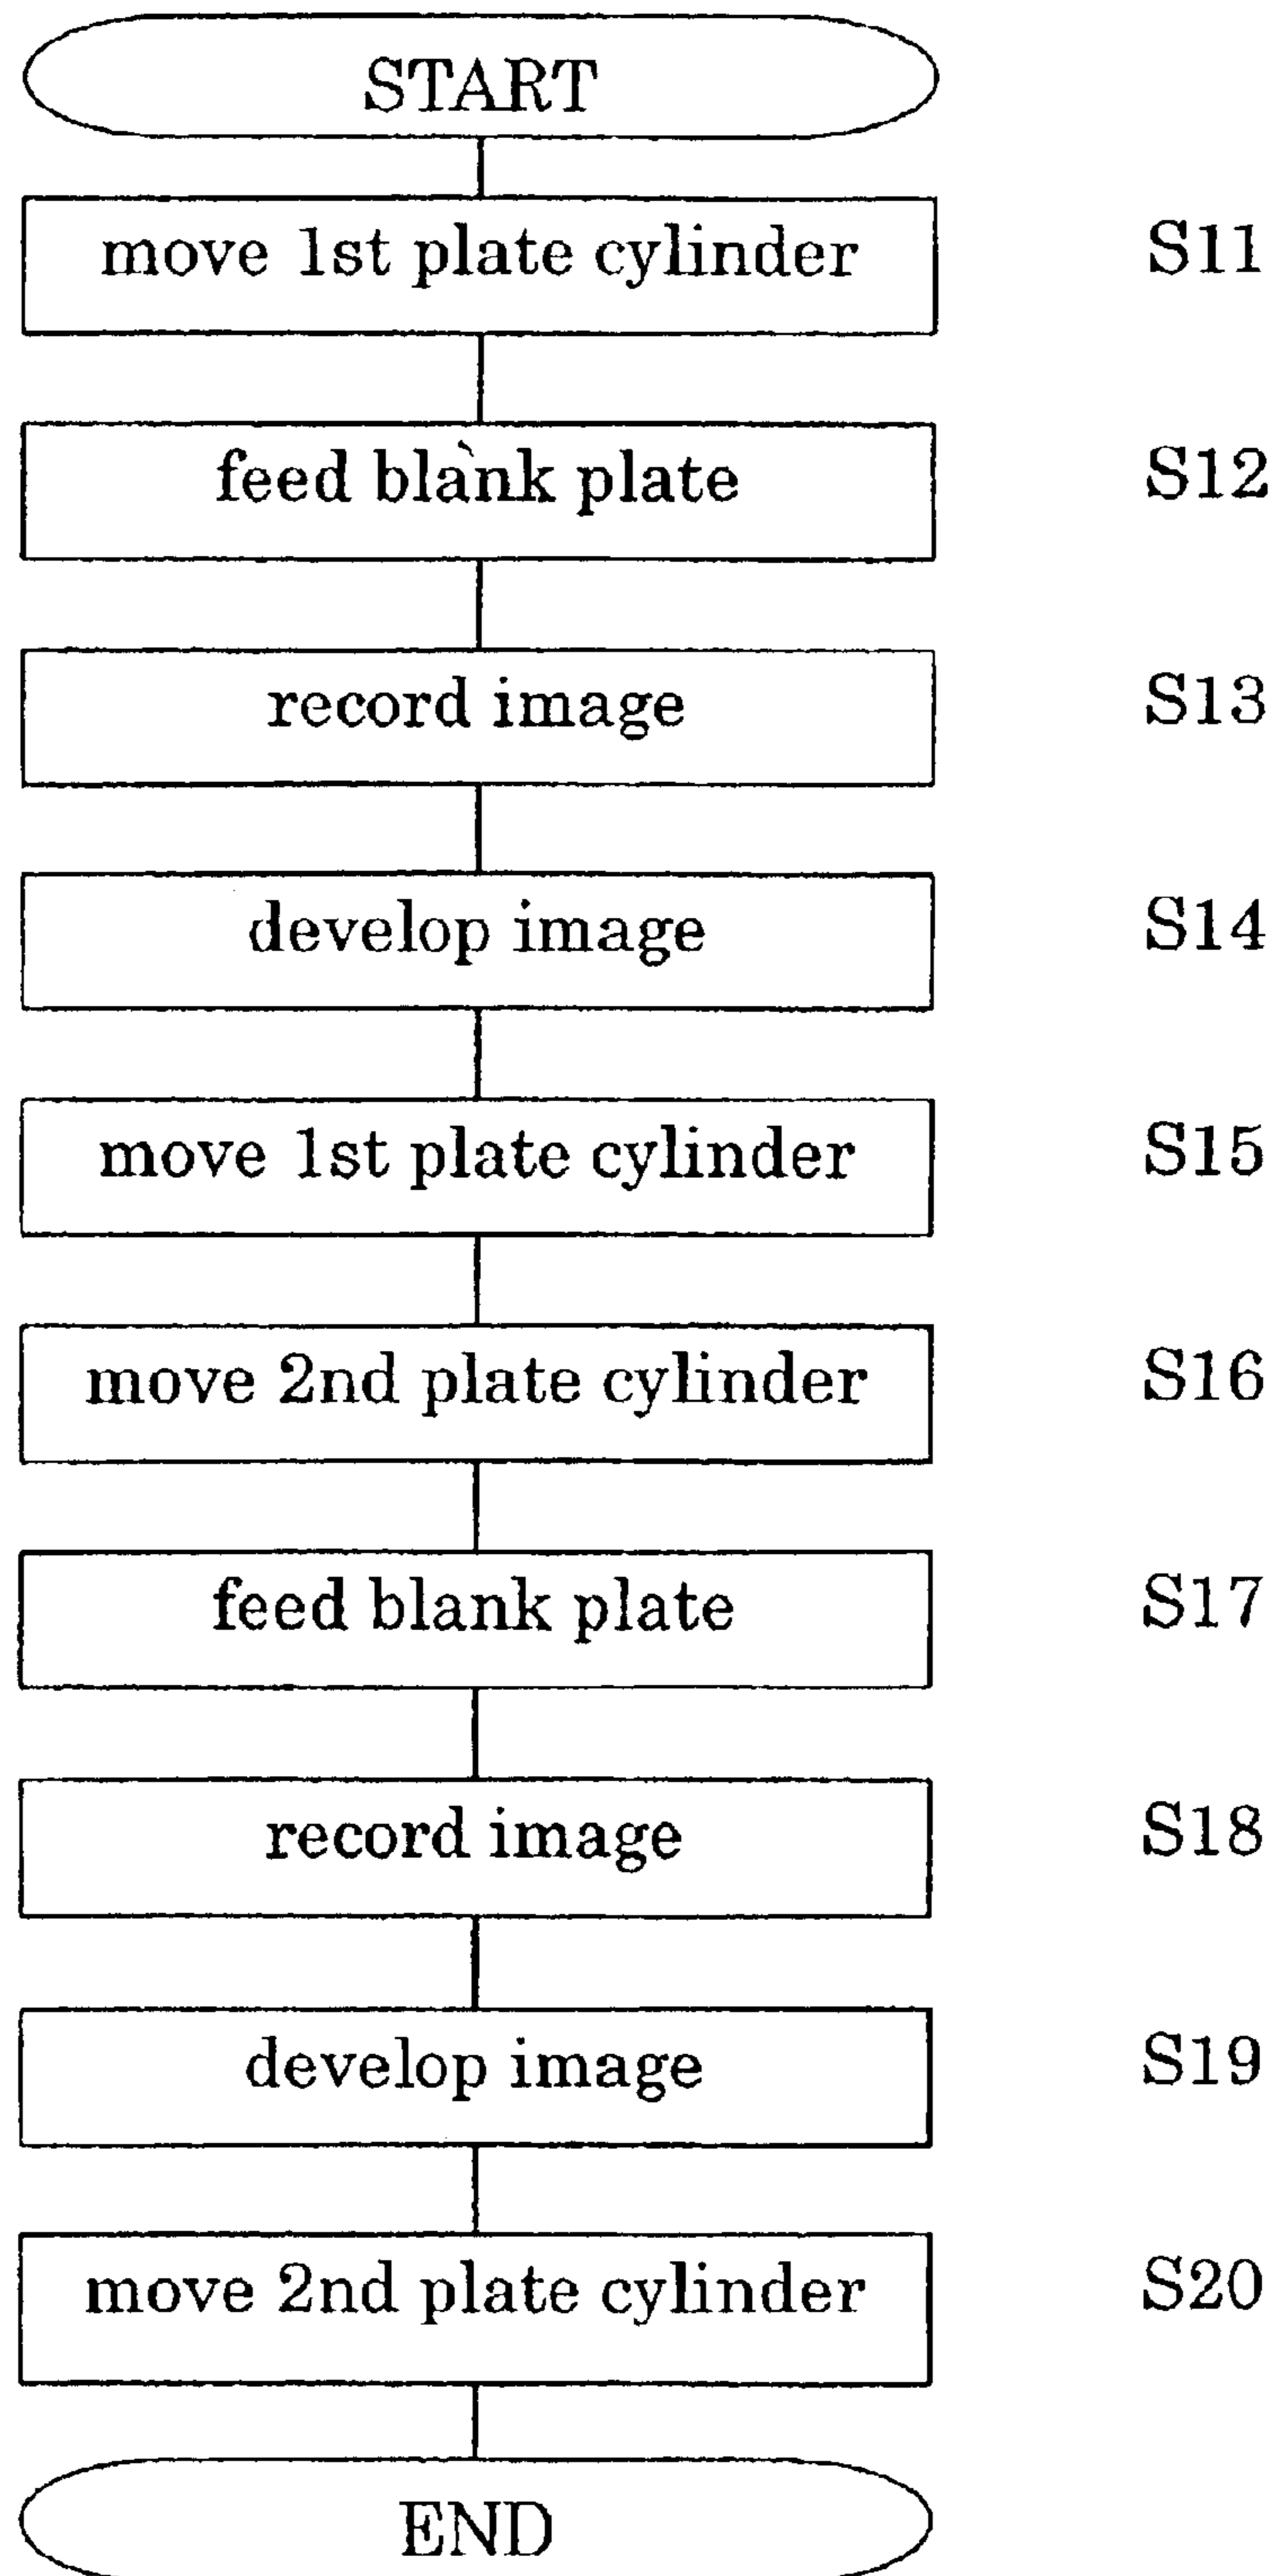 START
move 1st plate cylinder S11
feed blank plate S12
record image S13
develop image S14
move 1st plate cylinder S15
move 2nd plate cylinder S16
feed blank plate S17
record image S18
develop image S19
move 2nd plate cylinder S20
END